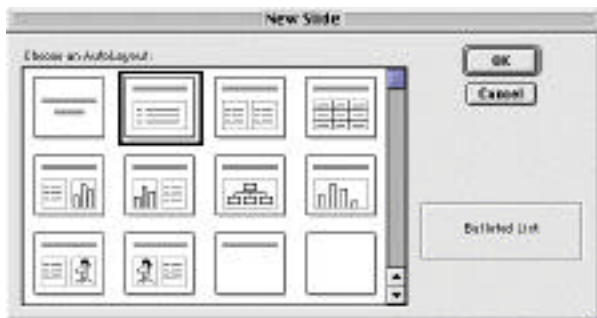 New Slide
Choose an AutoLayout:
OK
Cancel
Bulleted List